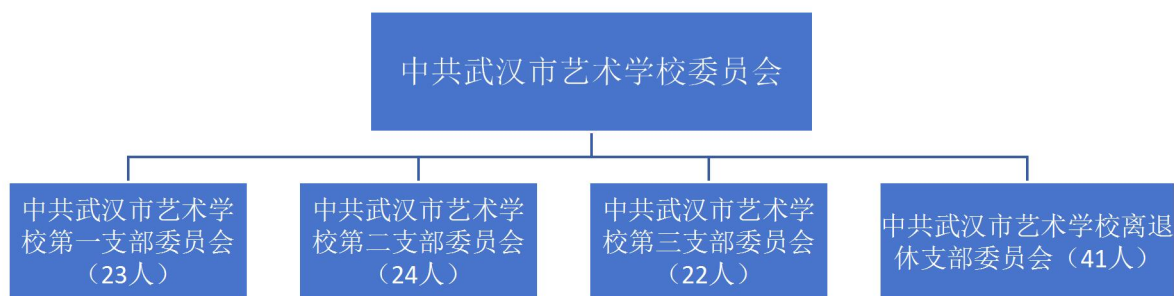 中共武汉市艺术学校委员会
中共武汉市艺术学
校第一支部委员会
（23人）
中共武汉市艺术学
校第二支部委员会
（24人）
中共武汉市艺术学
校第三支部委员会
（22人）
中共武汉市艺术学校离退
休支部委员会（41人）